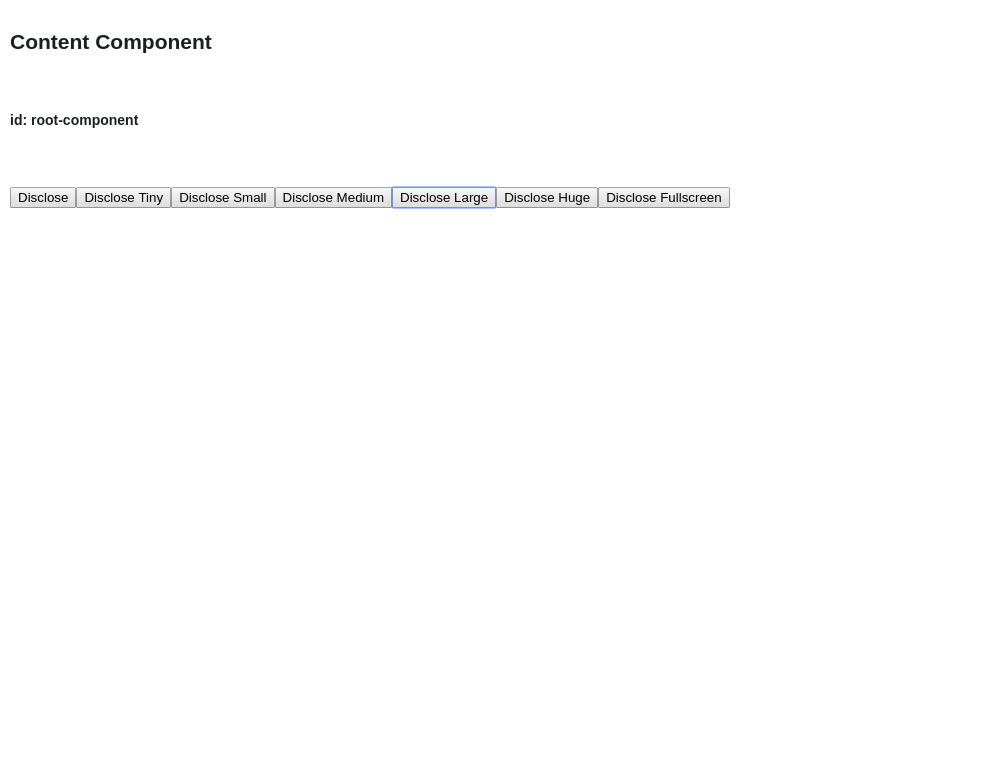 Content Component
id: root-component
Disclose Disclose Tiny Disclose Small Disclose Medium Disclose Large Disclose Huge Disclose Fullscreen